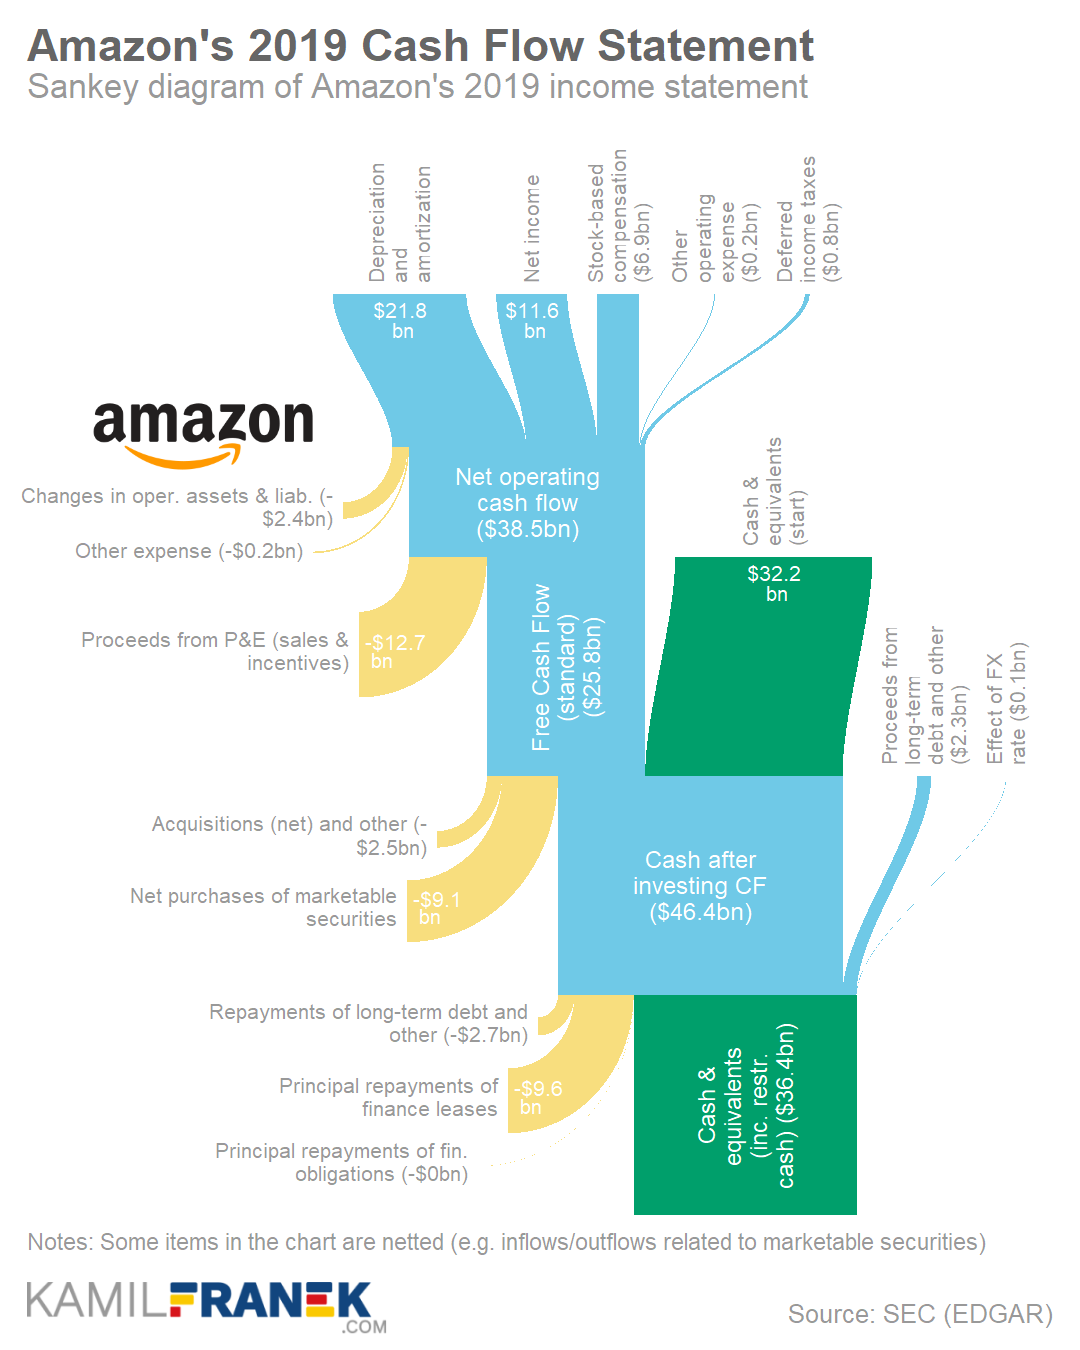 Amazon's 2019 Cash Flow Statement
Sankey diagram of Amazon's 2019 income statement
Depreciation
and
amortization
Net income
Stock-based
compensation
($6.9bn)
Other
operating
expense
($0.2bn)
Deferred
income taxes
($0.8bn)
$21.8
bn
$11.6
bn
amazon
Changes in oper. assets & liab. (-
$2.4bn)
Other expense (-$0.2bn)
Net operating
cash flow
($38.5bn)
Cash &
equivalents
(start)
$32.2
bn
Proceeds from P&E (sales &
incentives)
-$12.7
bn
Free Cash Flow
(standard)
($25.8bn)
Proceeds from
long-term
debt and other
($2.3bn)
Effect of FX
rate ($0.1bn)
Acquisitions (net) and other (-
$2.5bn)
Net purchases of marketable
securities
-$9.1
bn
Cash after
investing CF
($46.4bn)
Repayments of long-term debt and
other (-$2.7bn)
Principal repayments of
finance leases
-$9.6
bn
Principal repayments of fin.
obligations (-$0bn)
Cash &
equivalents
(inc. restr.
cash) ($36.4bn)
Notes: Some items in the chart are netted (e.g. inflows/outflows related to marketable securities)
KAMILFRANEK
.COM
Source: SEC (EDGAR)